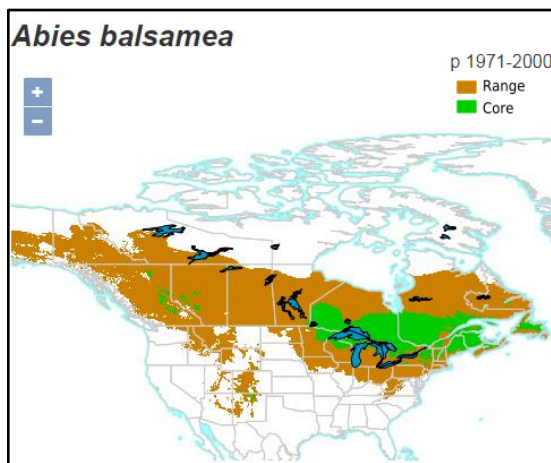 Abies balsamea
p 1971-2000
Range
Core
+
−